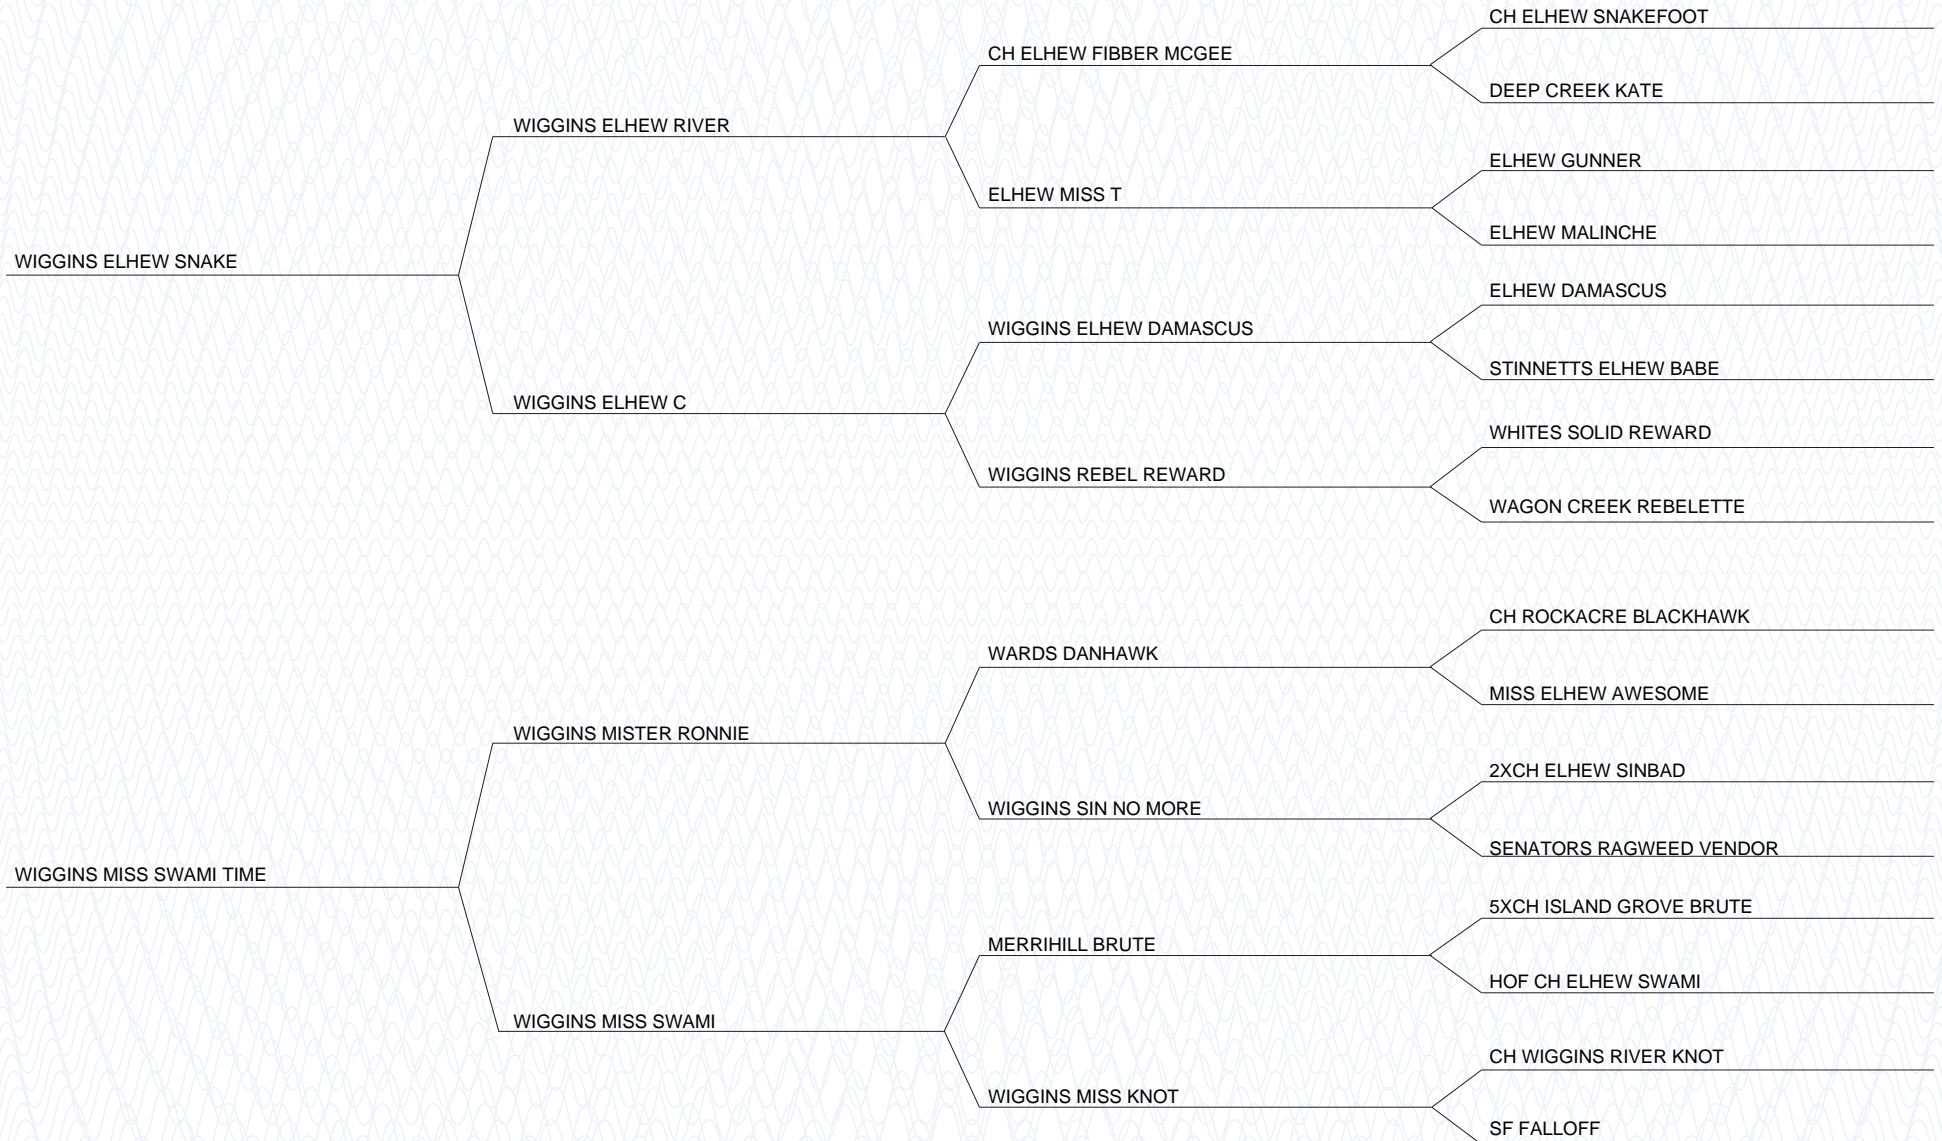 CH ELHEW SNAKEFOOT
CH ELHEW FIBBER MCGEE
DEEP CREEK KATE
WIGGINS ELHEW RIVER
ELHEW GUNNER
ELHEW MISS T
ELHEW MALINCHE
WIGGINS ELHEW SNAKE
ELHEW DAMASCUS
WIGGINS ELHEW DAMASCUS
STINNETTS ELHEW BABE
WIGGINS ELHEW C
WHITES SOLID REWARD
WIGGINS REBEL REWARD
WAGON CREEK REBELETTE
CH ROCKACRE BLACKHAWK
WARDS DANHAWK
MISS ELHEW AWESOME
WIGGINS MISTER RONNIE
2XCH ELHEW SINBAD
WIGGINS SIN NO MORE
SENATORS RAGWEED VENDOR
WIGGINS MISS SWAMI TIME
5XCH ISLAND GROVE BRUTE
MERRIHILL BRUTE
HOF CH ELHEW SWAMI
WIGGINS MISS SWAMI
CH WIGGINS RIVER KNOT
WIGGINS MISS KNOT
SF FALLOFF